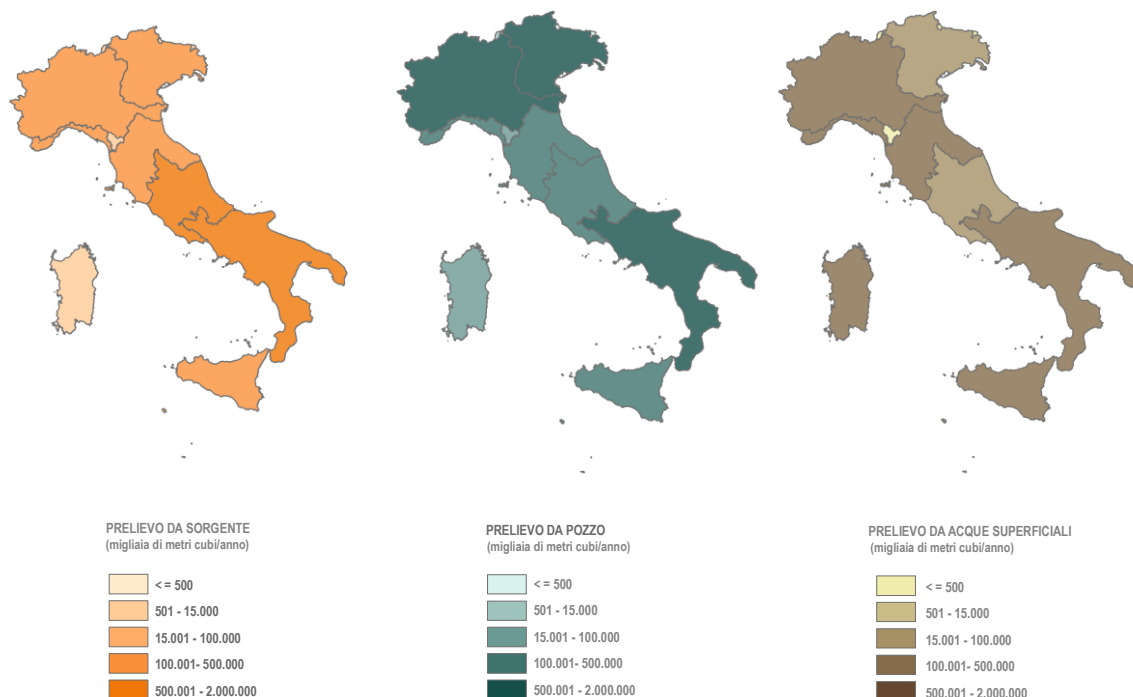 PRELIEVO DA SORGENTE
(migliaia di metri cubi/anno)
< = 500
501 - 15.000
15.001 - 100.000
100.001- 500.000
500.001 - 2.000.000
PRELIEVO DA POZZO
(migliaia di metri cubi/anno)
< = 500
501 - 15.000
15.001 - 100.000
100.001- 500.000
500.001 - 2.000.000
PRELIEVO DA ACQUE SUPERFICIALI
(migliaia di metri cubi/anno)
< = 500
501 - 15.000
15.001 - 100.000
100.001- 500.000
500.001 - 2.000.000